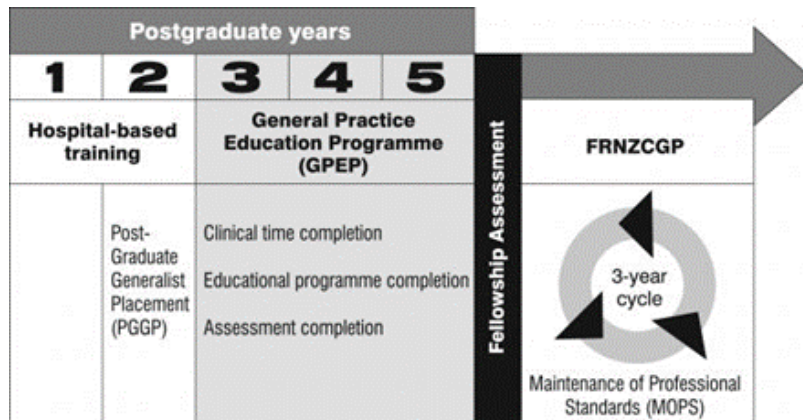 Postgraduate years
1 2 3 4 5
Hospital-based
training
General Practice
Education Programme
(GPEP)
Post-
Graduate
Generalist
Placement
(PGGP)
Clinical time completion
Educational programme completion
Assessment completion
Fellowship Assessment
FRNZCGP
3-year
cycle
Maintenance of Professional
Standards (MOPS)